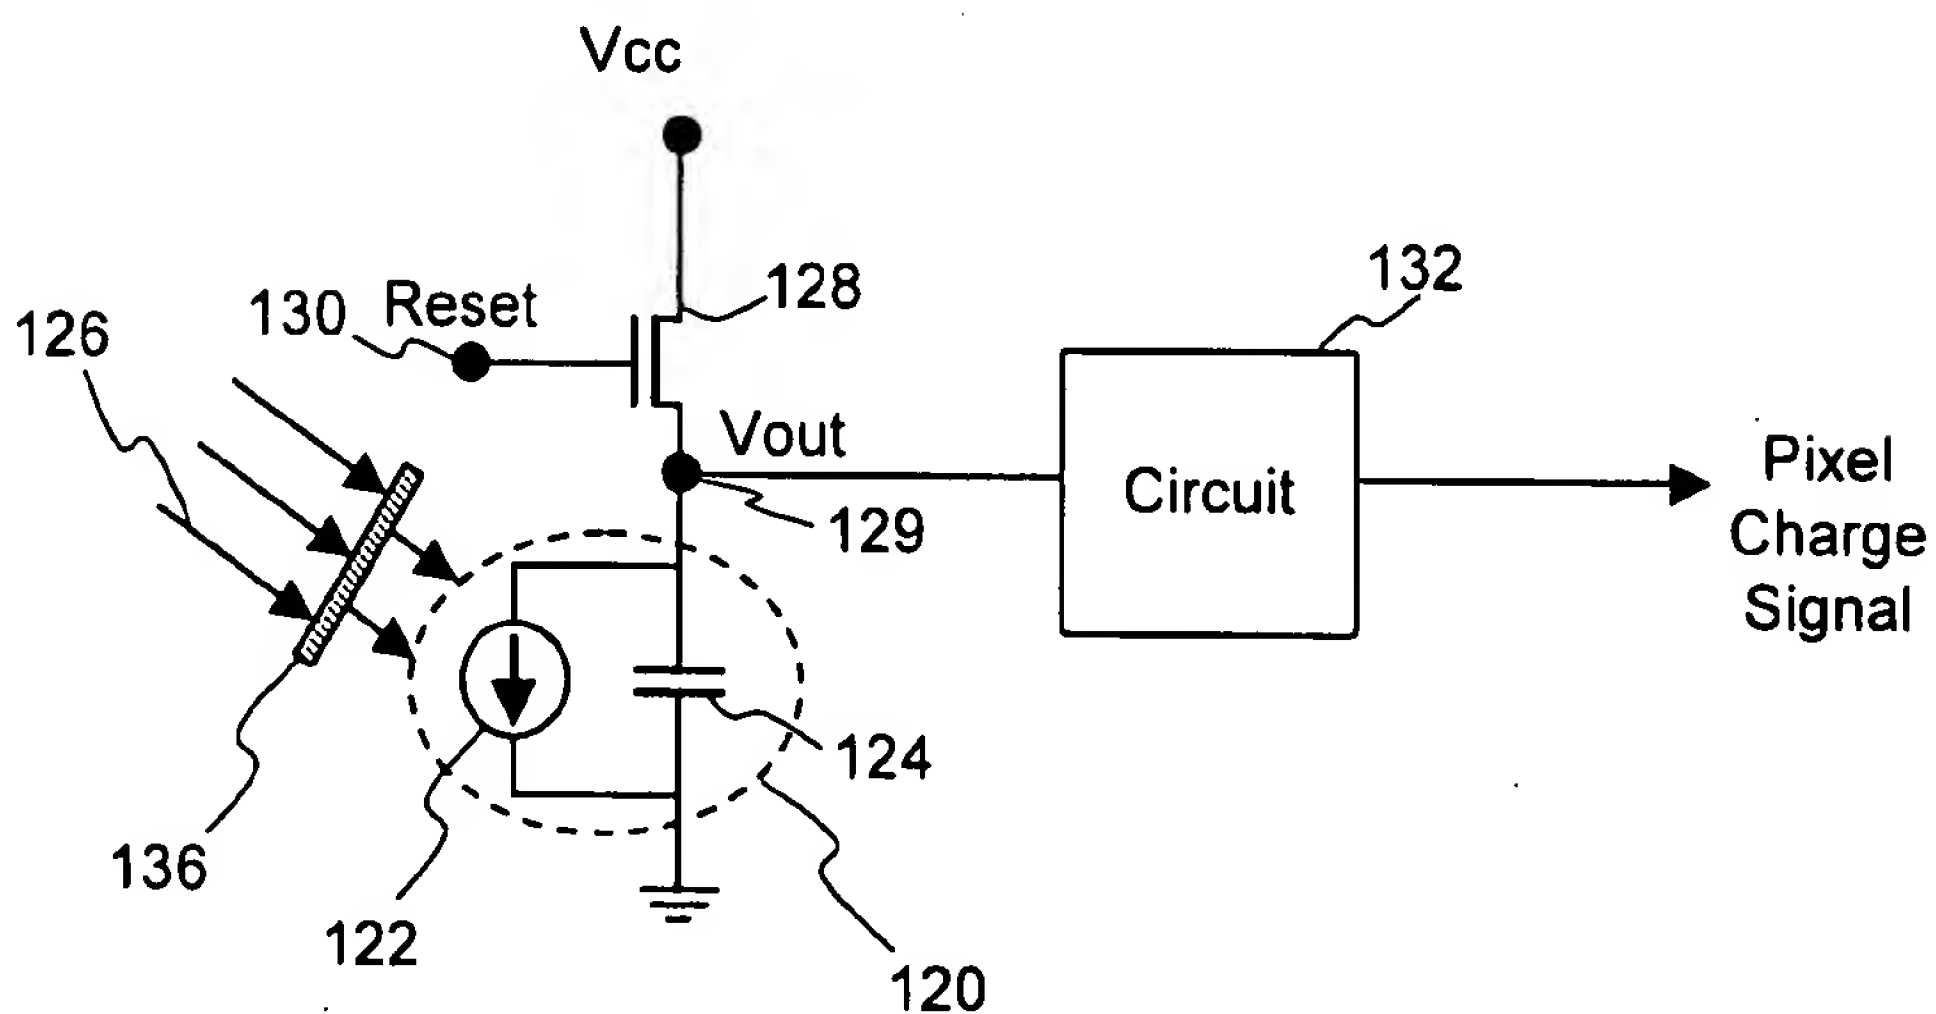 Vcc
128
132
130
Reset
126
Vout
129
Circuit
Pixel
Charge
Signal
124
136
122
120